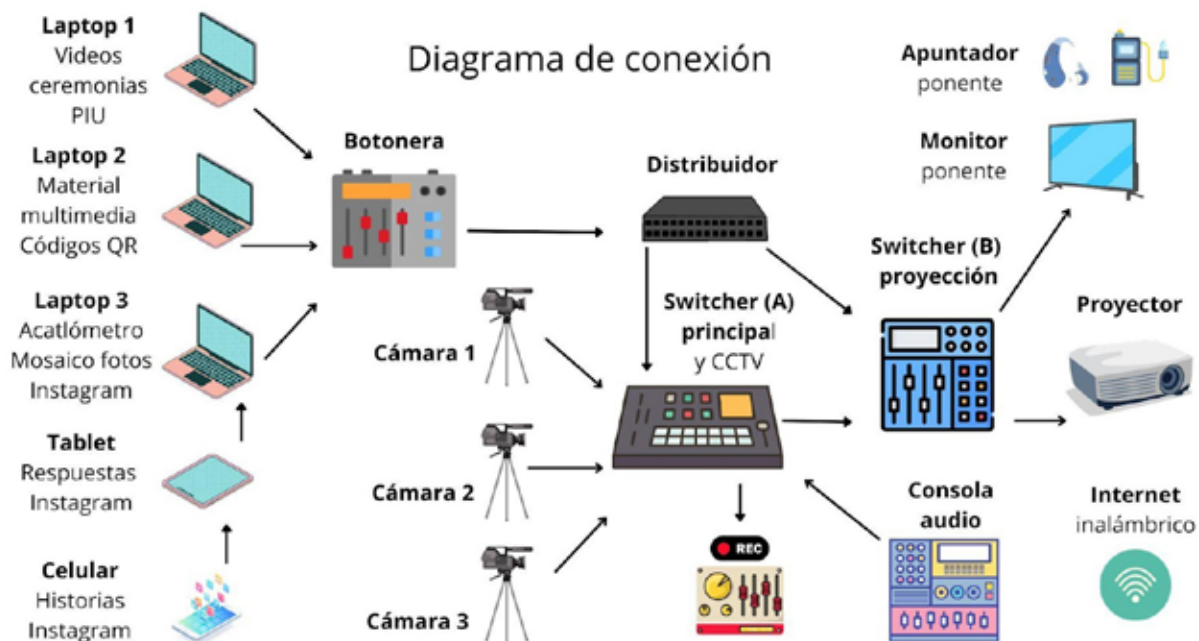 Diagrama de conexión
Laptop 1
Videos
ceremonias
PIU
Laptop 2
Material
multimedia
Códigos QR
Laptop 3
Acatlómetro
Mosaico fotos
Instagram
Tablet
Respuestas
Instagram
Celular
Historias
Instagram
Botonera
Cámara 1
Cámara 2
Cámara 3
Distribuidor
Switcher (A)
principal
y CCTV
REC
Apuntador
ponente
Monitor
ponente
Switcher (B)
proyección
Proyector
Consola
audio
Internet
inalámbrico